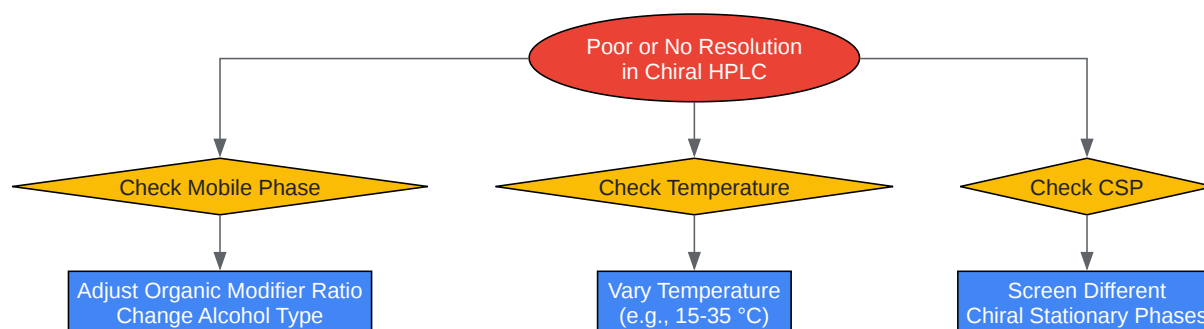 Poor or No Resolution
in Chiral HPLC
Check Mobile Phase
Check Temperature
Check CSP
Adjust Organic Modifier Ratio
Change Alcohol Type
Vary Temperature
(e.g., 15-35 °C)
Screen Different
Chiral Stationary Phases